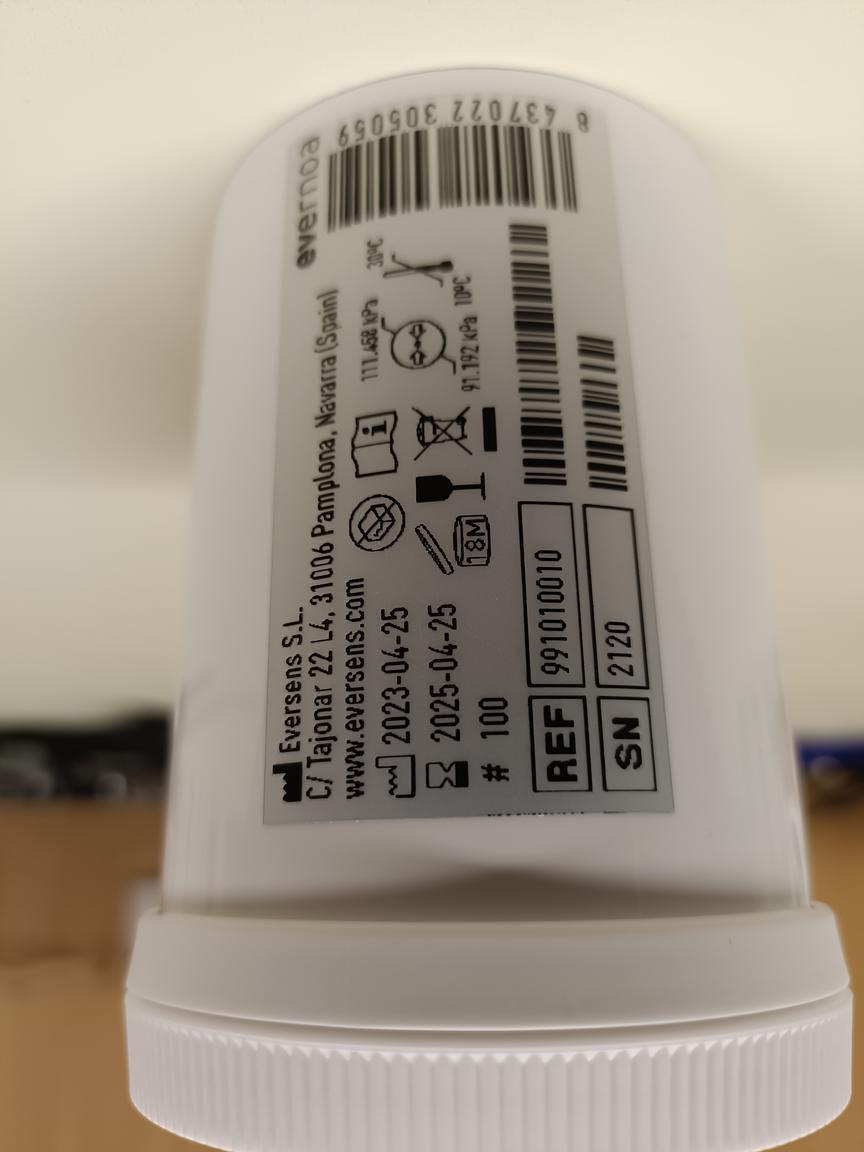 Eversens S.L.
C/ Tajonar 22 L4, 31006 Pamplona, Navarra (Spain)
www.eversens.com
evernoa
2023-04-25
2025-04-25
# 100
18M
111.458 kPa
91.192 kPa
30ºC
10ºC
REF 991010010
SN 2120
8 437022 305059